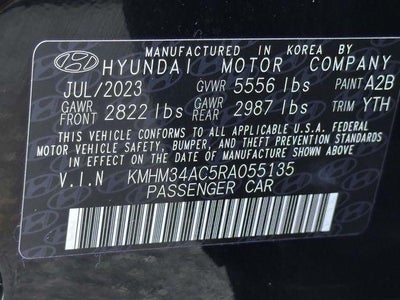 MANUFACTURED IN KOREA BY
HYUNDAI MOTOR COMPANY
JUL/2023 GVWR 5556 lbs PAINT A2B
GAWR FRONT 2822 lbs GAWR REAR 2987 lbs TRIM YTH
THIS VEHICLE CONFORMS TO ALL APPLICABLE U.S.A. FEDERAL
MOTOR VEHICLE SAFETY, BUMPER, AND THEFT PREVENTION STANDARDS
IN EFFECT ON THE DATE OF MANUFACTURE SHOWN ABOVE.
V.I.N KMHM34AC5RA055135
PASSENGER CAR